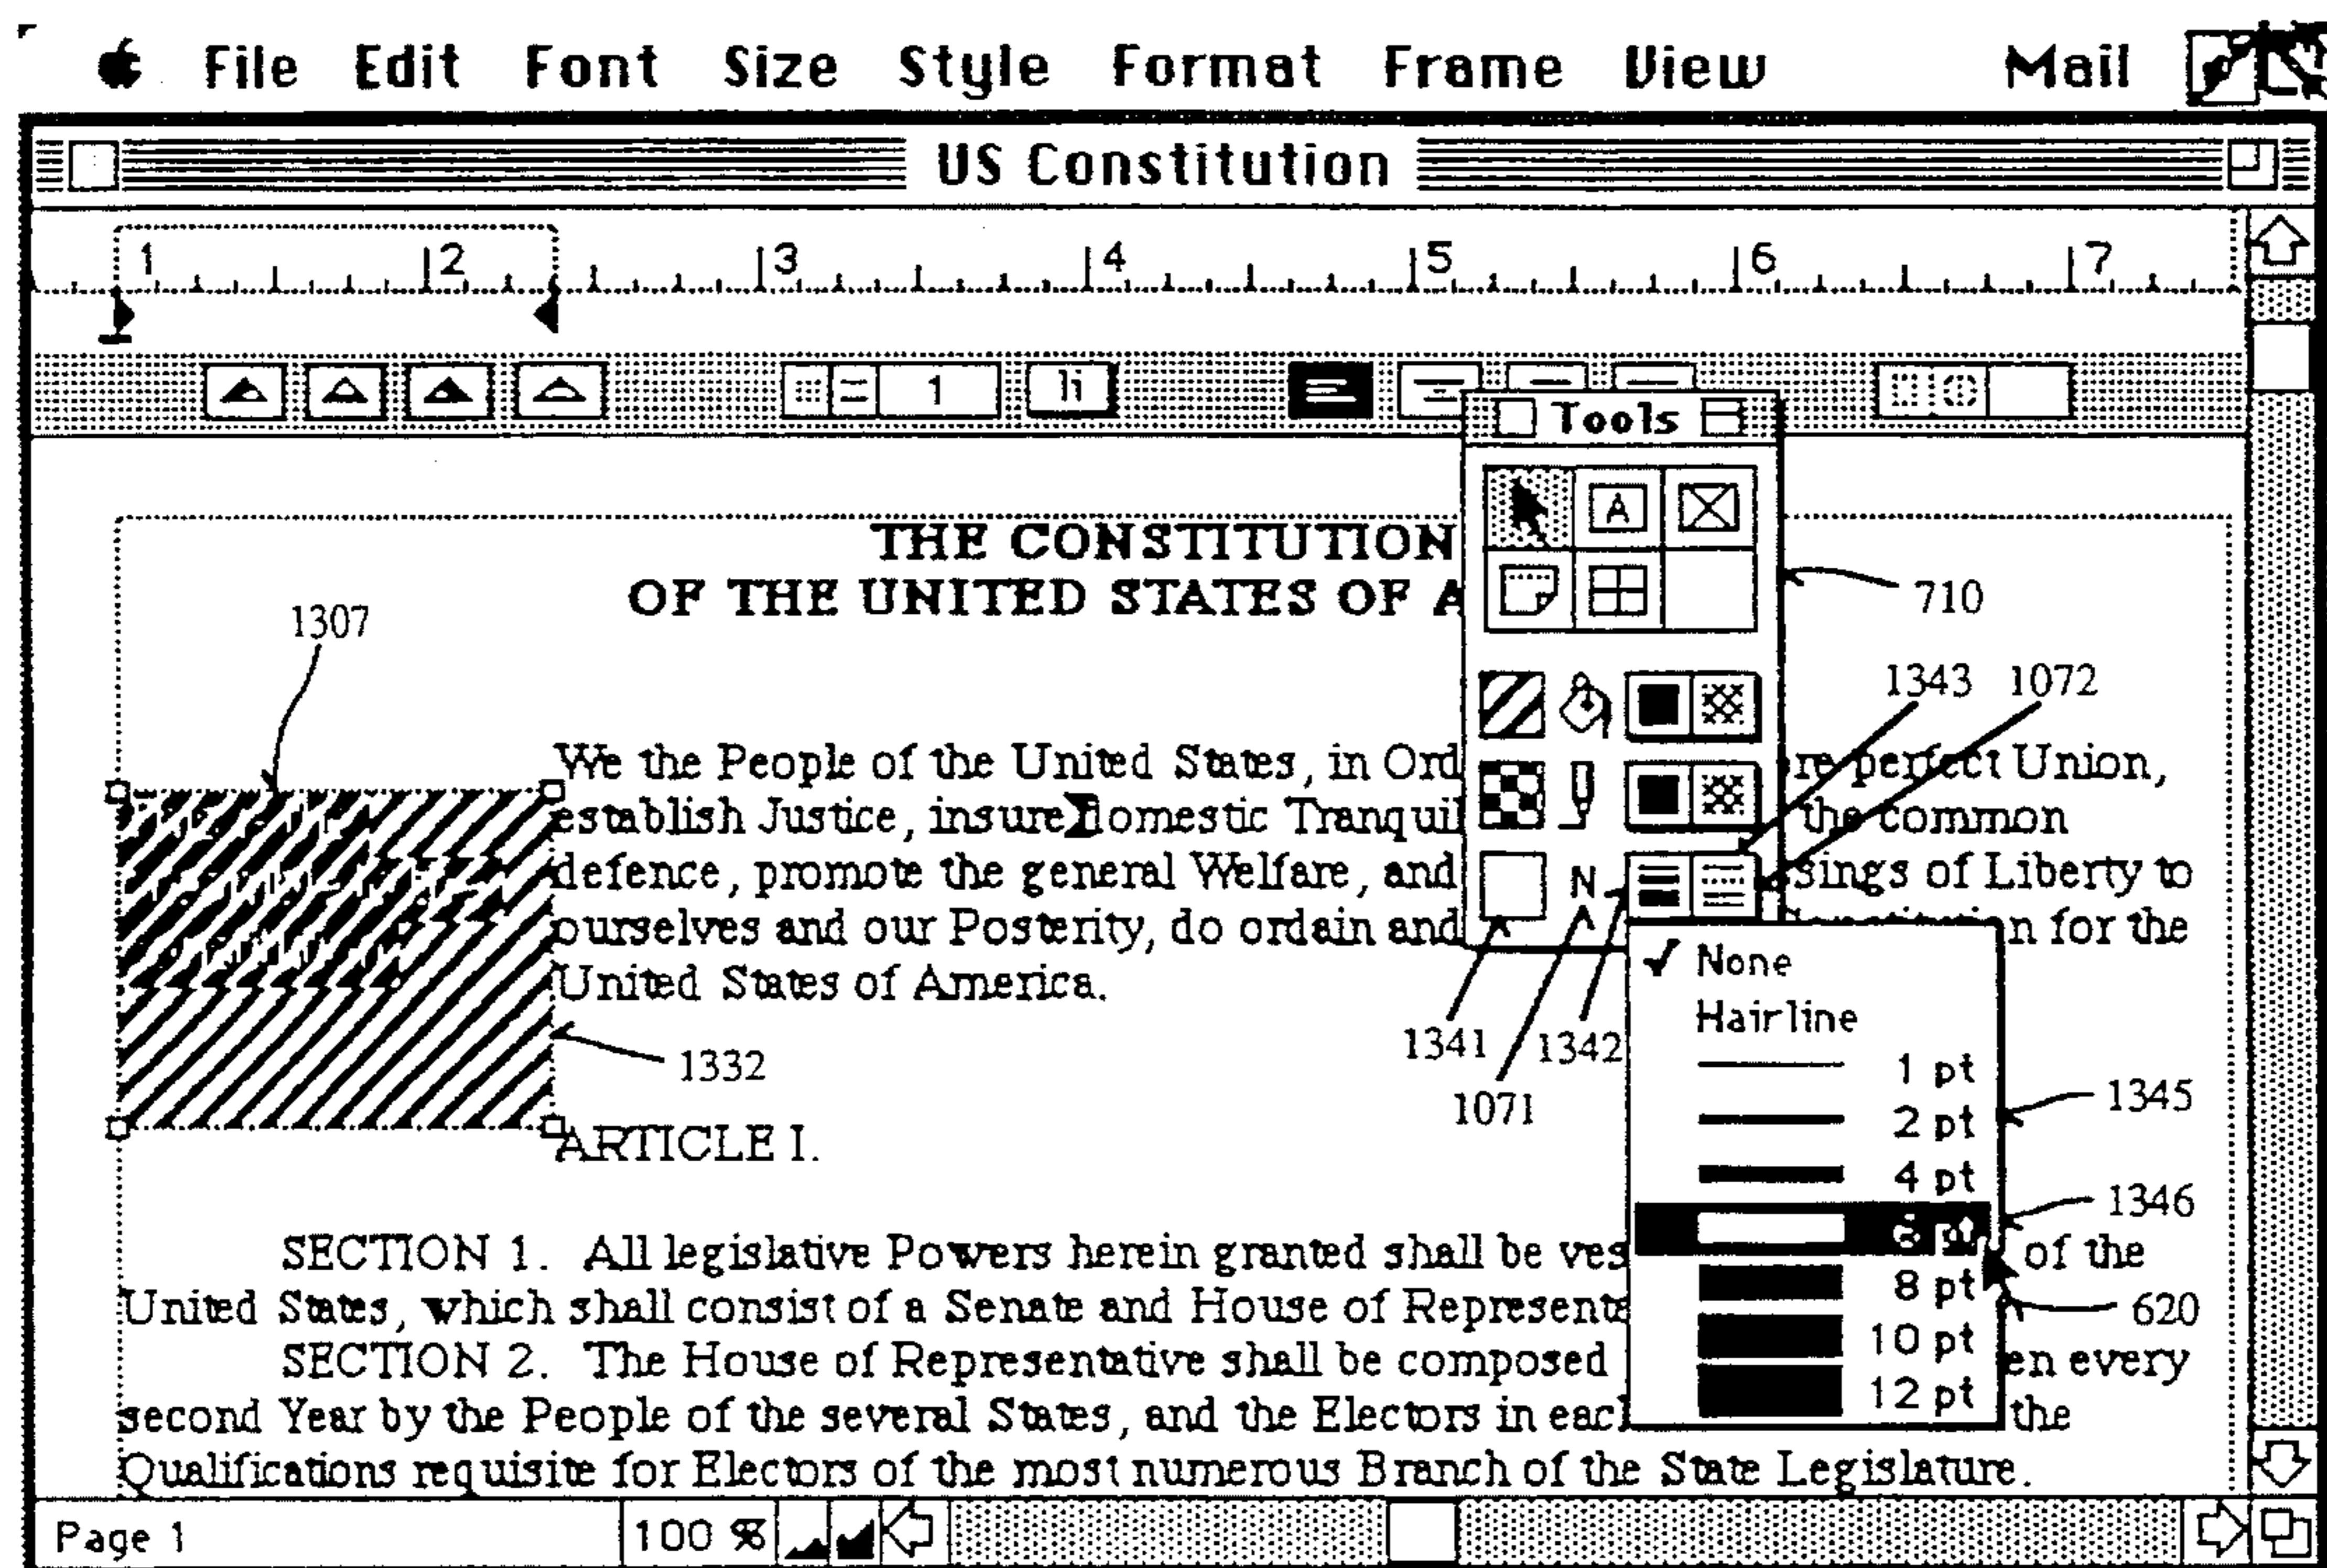 File Edit Font Size Style Format Frame View Mail
US Constitution
1 2 3 4 5 6 7
1 li
Tools
A
THE CONSTITUTION
OF THE UNITED STATES OF A
1307
710
1343 1072
We the People of the United States, in Ord re perfect Union,
establish Justice, insure domestic Tranquil the common
defence, promote the general Welfare, and sings of Liberty to
ourselves and our Posterity, do ordain and Constitution for the
United States of America.
N
1332
1341 1342
1071
None
Hairline
1 pt
2 pt
4 pt
6 pt
8 pt
10 pt
12 pt
1345
1346
620
ARTICLE I.
SECTION 1. All legislative Powers herein granted shall be ves of the
United States, which shall consist of a Senate and House of Representa
SECTION 2. The House of Representative shall be composed en every
second Year by the People of the several States, and the Electors in eac the
Qualifications requisite for Electors of the most numerous Branch of the State Legislature.
Page 1 100 %